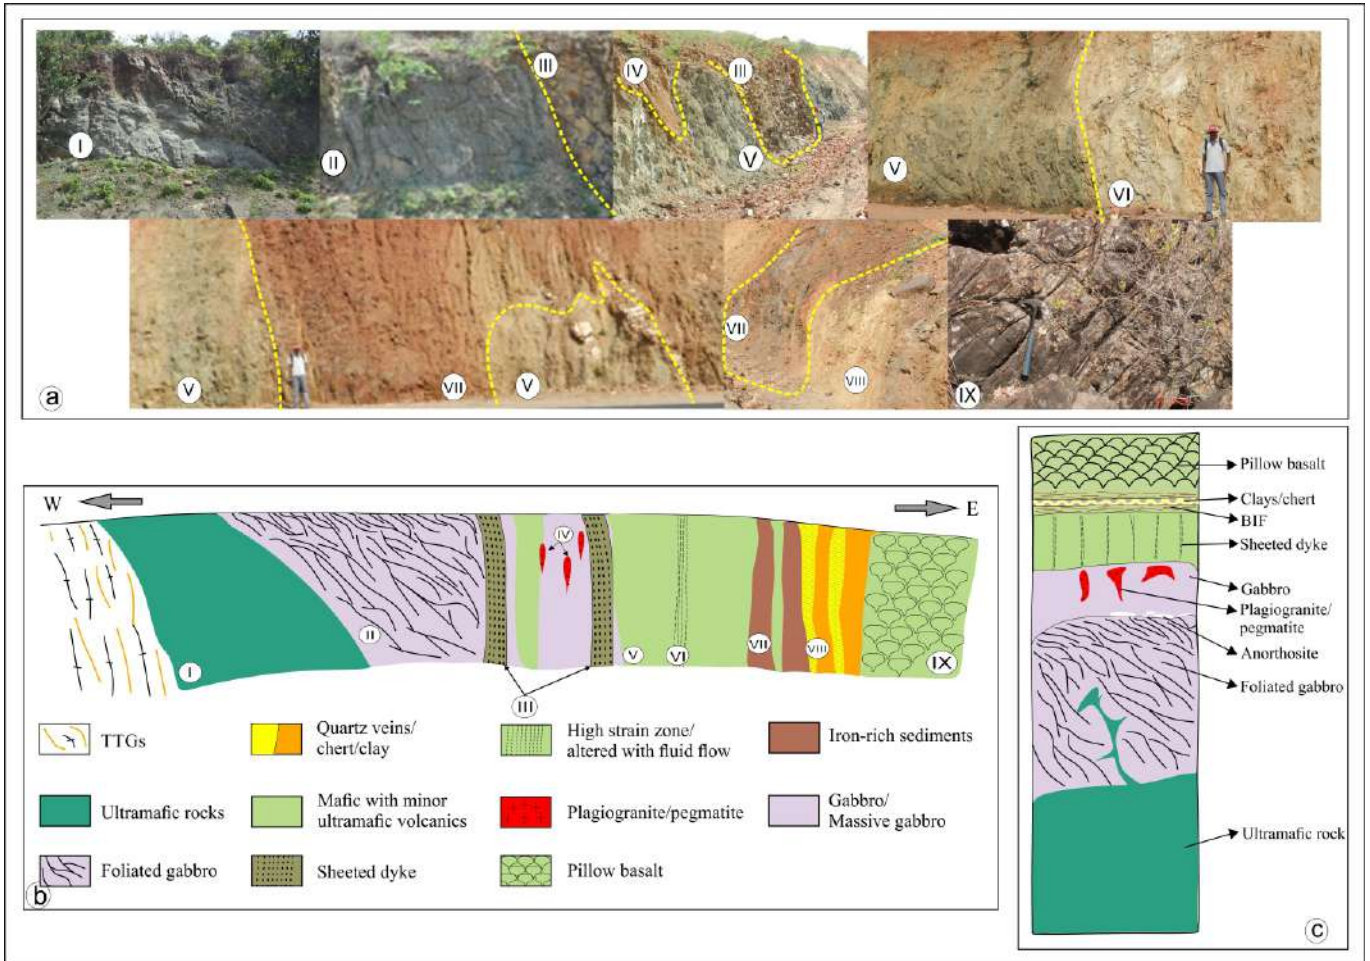 I
II
III
IV
III
V
V
VI
V
VII
V
VII
VIII
IX
a
W
E
I
II
III
IV
V
VI
VII
VIII
IX
TTGs
Quartz veins/
chert/clay
High strain zone/
altered with fluid flow
Iron-rich sediments
Ultramafic rocks
Mafic with minor
ultramafic volcanics
Plagiogranite/pegmatite
Gabbro/
Massive gabbro
Foliated gabbro
Sheeted dyke
Pillow basalt
b
Pillow basalt
Clays/chert
BIF
Sheeted dyke
Gabbro
Plagiogranite/
pegmatite
Anorthosite
Foliated gabbro
Ultramafic rock
c